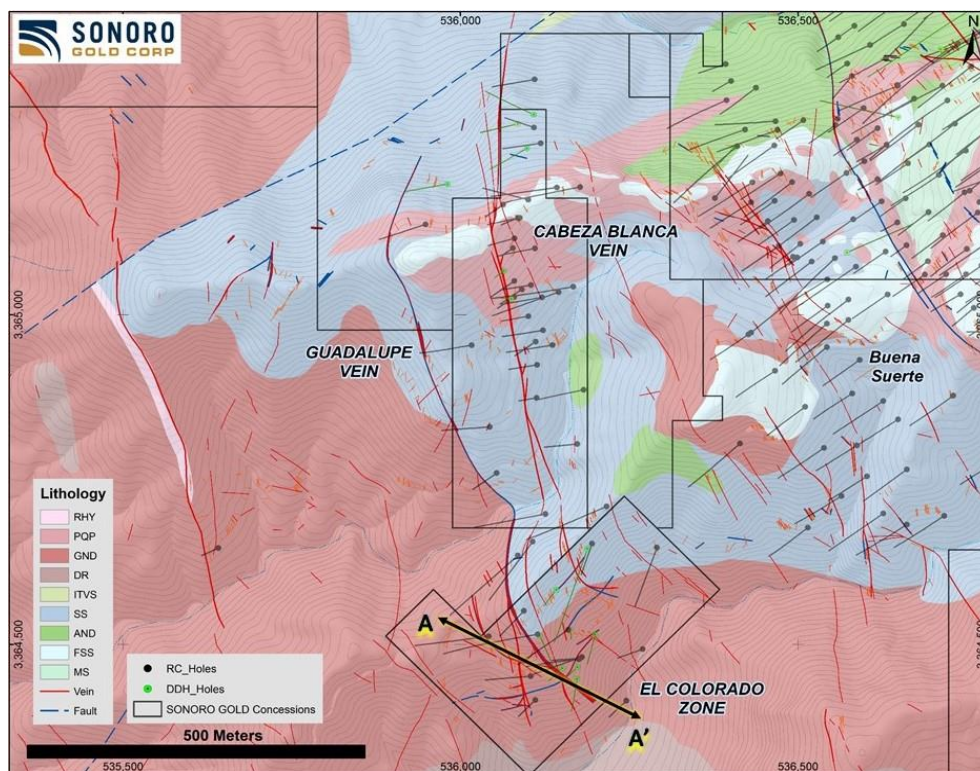 SONORO
GOLD CORP
536,000
536,500
N
3,365,000
CABEZA BLANCA
VEIN
GUADALUPE
VEIN
Buena
Suerte
Lithology
RHY
PQP
GND
DR
ITVS
SS
AND
FSS
MS
Vein
Fault
RC_Holes
DDH_Holes
SONORO GOLD Concessions
500 Meters
3,364,500
A
A'
EL COLORADO
ZONE
535,500
536,000
536,500